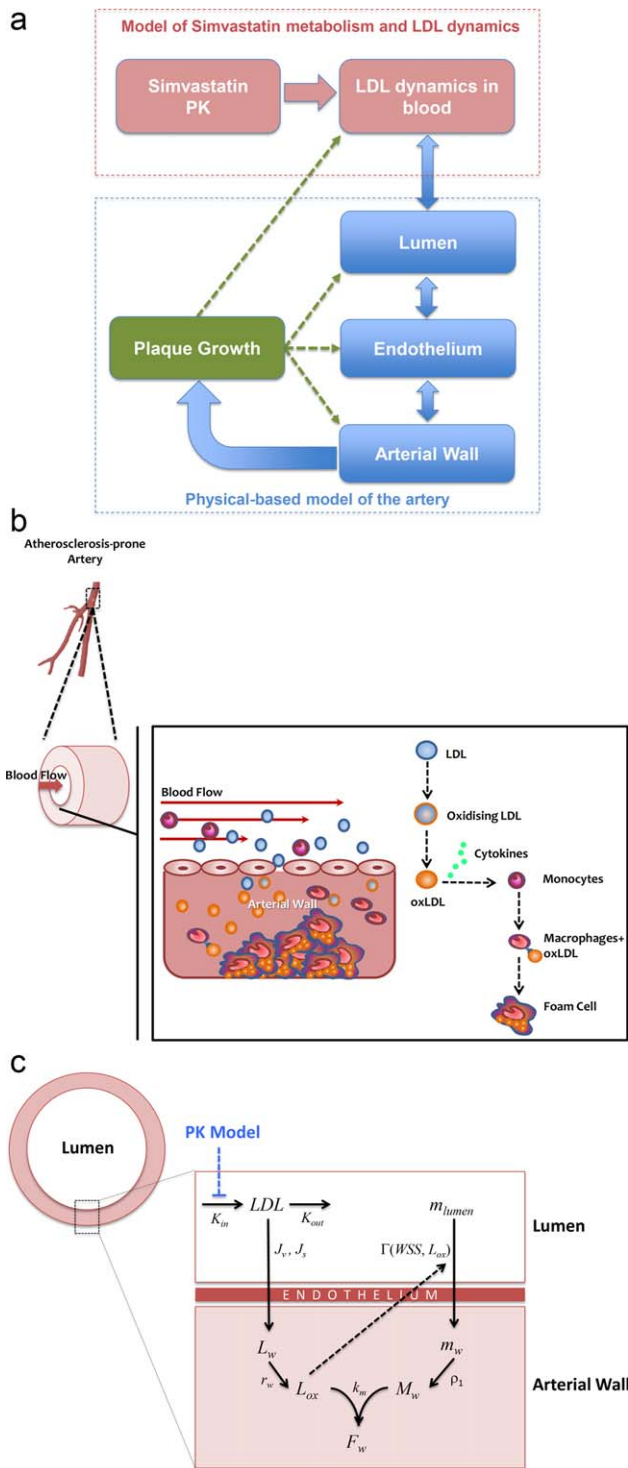 a
Model of Simvastatin metabolism and LDL dynamics
Simvastatin
PK
LDL dynamics in
blood
Lumen
Plaque Growth
Endothelium
Arterial Wall
Physical-based model of the artery
b
Atherosclerosis-prone
Artery
Blood Flow
Blood Flow
Arterial Wall
LDL
Oxidising LDL
Cytokines
oxLDL
Monocytes
Macrophages+
oxLDL
Foam Cell
c
Lumen
PK Model
K_in
LDL
K_out
m_lumen
Lumen
J_v, J_s
Γ(WSS, L_ox)
ENDOTHELIUM
L_w
m_w
r_w
L_ox
k_m
M_w
ρ_1
Arterial Wall
F_w